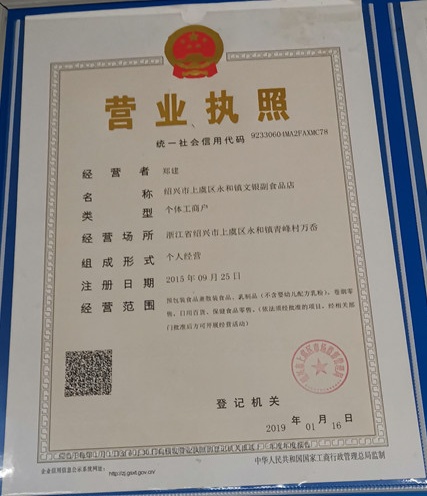 营业执照
统一社会信用代码 92330604MA2FAXMC78
经营者 郑建
名称 绍兴市上虞区永和镇文银副食品店
类型 个体工商户
经营场所 浙江省绍兴市上虞区永和镇青峰村万岙
组成形式 个人经营
注册日期 2015年09月25日
经营范围 预包装食品兼散装食品、乳制品(不含婴幼儿配方乳粉)、卷烟零
售、日用百货、保健食品零售。(依法须经批准的项目,经相关部
门批准后方可开展经营活动)
登记机关
2019 年 01 月 16 日
企业信用信息公示系统网址: http://zj.gsxt.gov.cn/
中华人民共和国国家工商行政管理总局监制